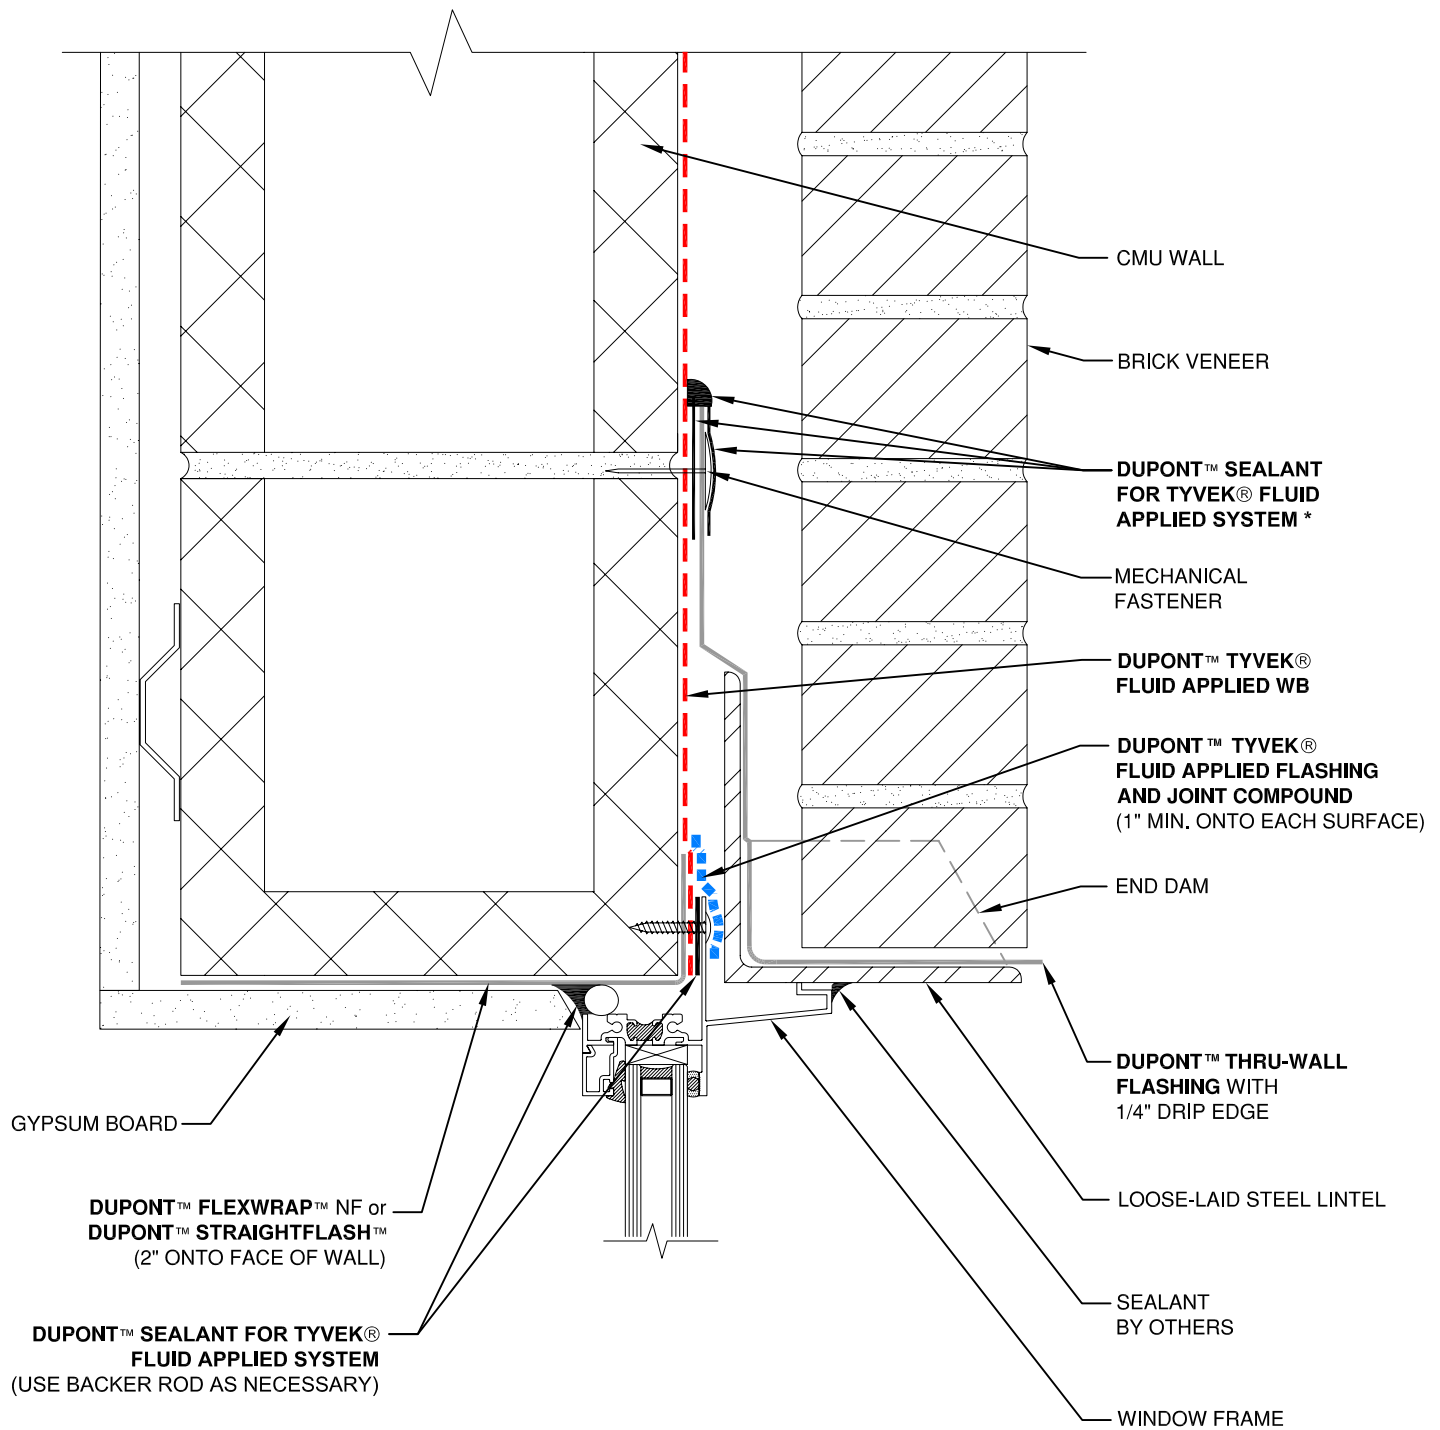 CMU WALL
BRICK VENEER
DUPONT™ SEALANT
FOR TYVEK® FLUID
APPLIED SYSTEM *
MECHANICAL
FASTENER
DUPONT™ TYVEK®
FLUID APPLIED WB
DUPONT™ TYVEK®
FLUID APPLIED FLASHING
AND JOINT COMPOUND
(1" MIN. ONTO EACH SURFACE)
END DAM
DUPONT™ THRU-WALL
FLASHING WITH
1/4" DRIP EDGE
LOOSE-LAID STEEL LINTEL
SEALANT
BY OTHERS
WINDOW FRAME
GYPSUM BOARD
DUPONT™ FLEXWRAP™ NF or
DUPONT™ STRAIGHTFLASH™
(2" ONTO FACE OF WALL)
DUPONT™ SEALANT FOR TYVEK®
FLUID APPLIED SYSTEM
(USE BACKER ROD AS NECESSARY)